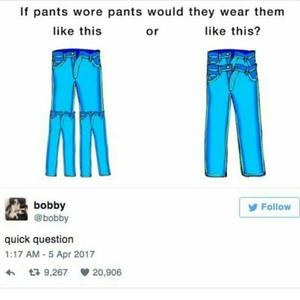 If pants wore pants would they wear them
like this or like this?
bobby
@bobby
Follow
quick question
1:17 AM - 5 Apr 2017
9,267 20,906